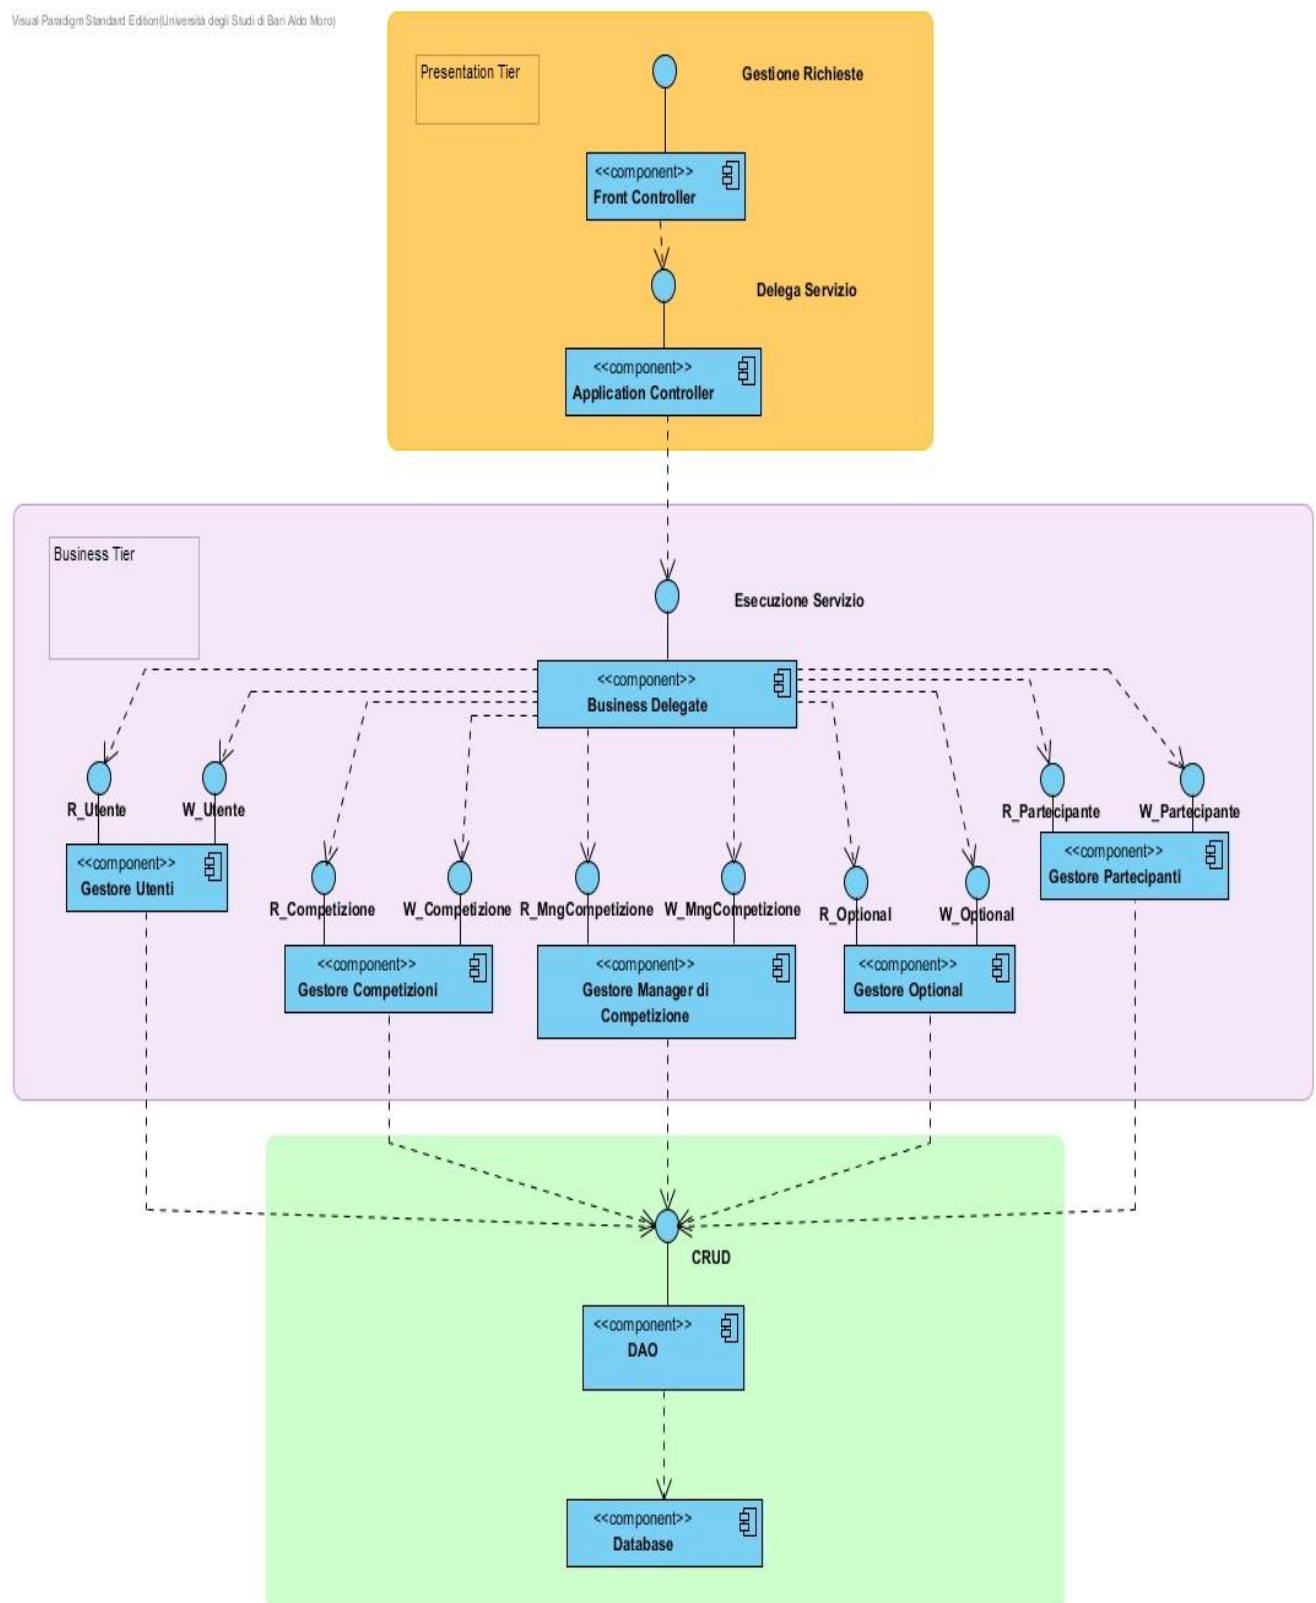 Visual Paradigm Standard Edition(Università degli Studi di Bari Aldo Moro)
Presentation Tier
Gestione Richieste
<<component>>
Front Controller
Delega Servizio
<<component>>
Application Controller
Business Tier
Esecuzione Servizio
<<component>>
Business Delegate
R_Utente
W_Utente
R_Partecipante
W_Partecipante
<<component>>
Gestore Utenti
<<component>>
Gestore Partecipanti
R_Competizione
W_Competizione
R_MngCompetizione
W_MngCompetizione
R_Optional
W_Optional
<<component>>
Gestore Competizioni
<<component>>
Gestore Manager di
Competizione
<<component>>
Gestore Optional
CRUD
<<component>>
DAO
<<component>>
Database